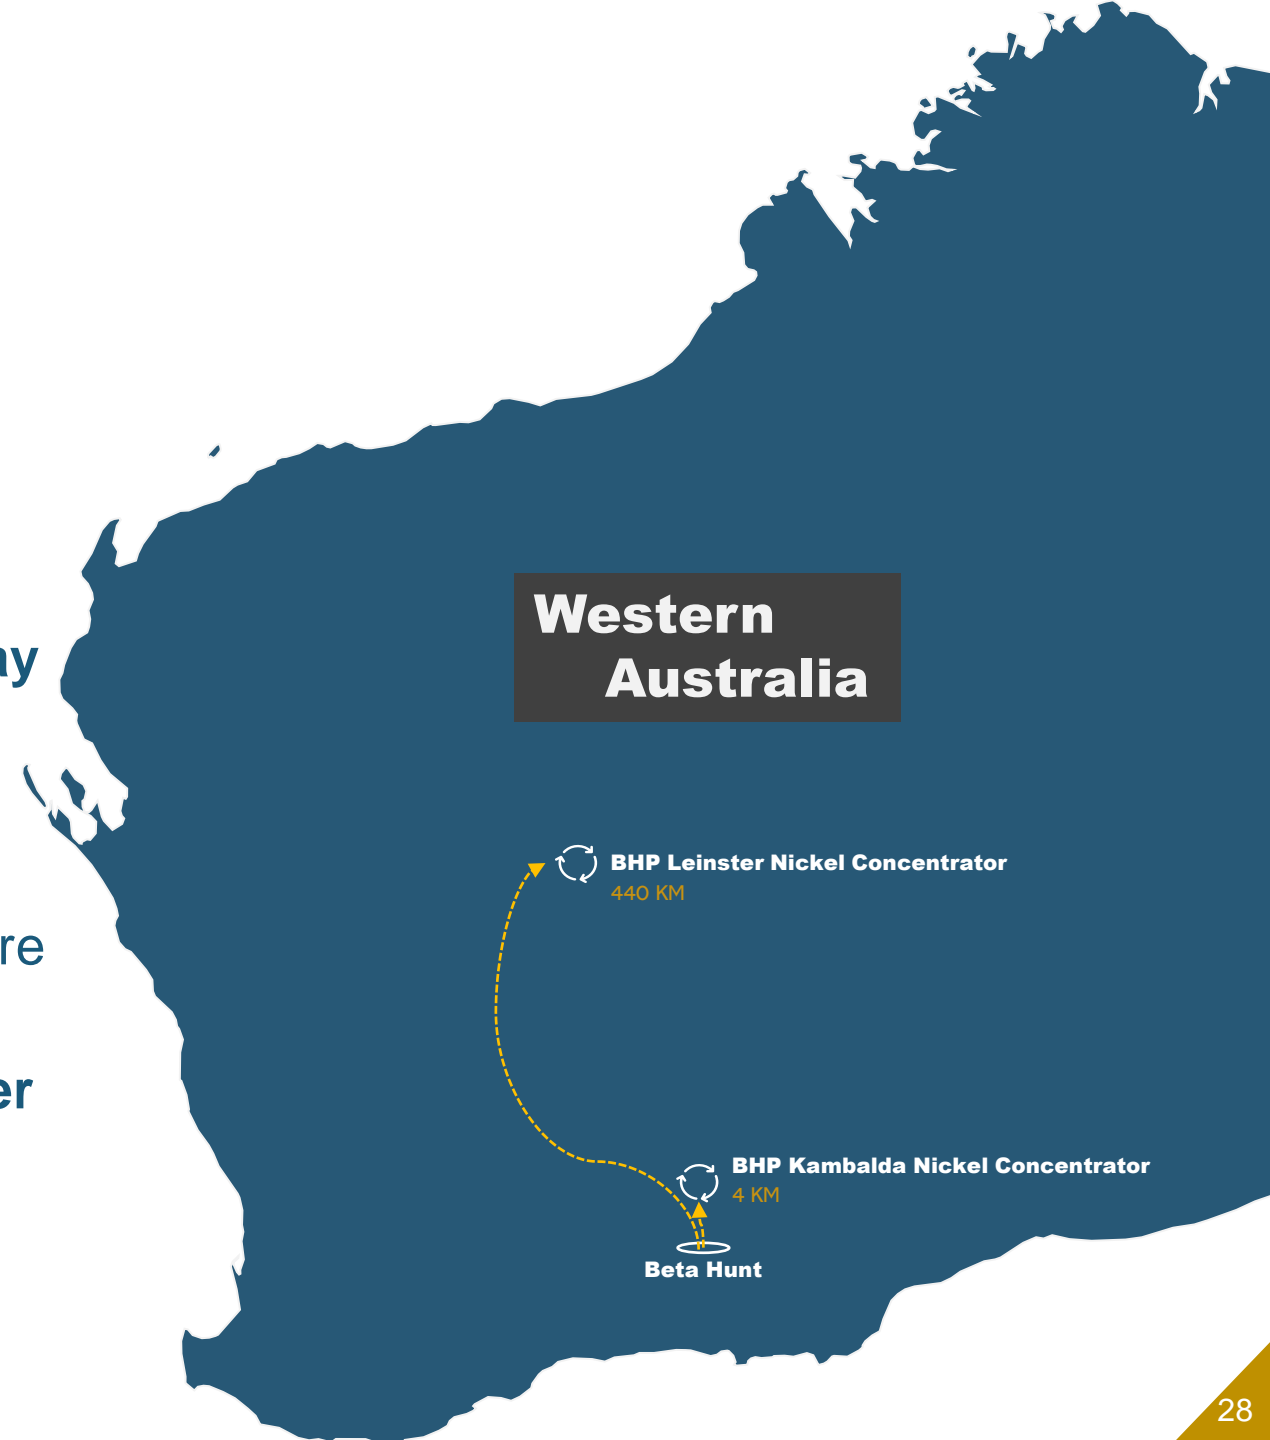 Western
Australia
ay
BHP Leinster Nickel Concentrator
440 KM
re
er
BHP Kambalda Nickel Concentrator
4 KM
Beta Hunt
28